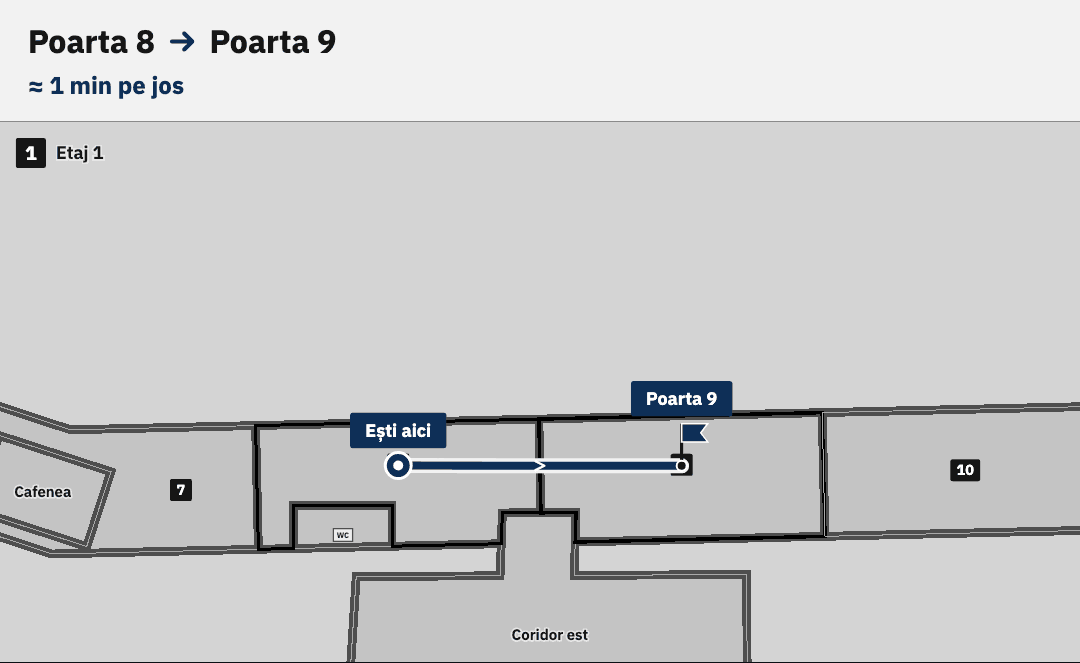 Poarta 8 → Poarta 9
≈ 1 min pe jos
1 Etaj 1
Poarta 9
Ești aici
10
7
Cafenea
wc
Coridor est